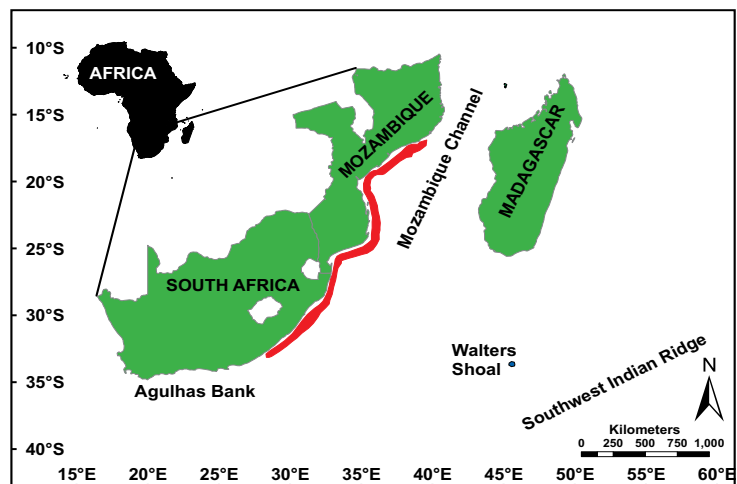 10°S
15°S
20°S
25°S
30°S
35°S
40°S
AFRICA
MOZAMBIQUE
Mozambique Channel
MADAGASCAR
SOUTH AFRICA
Agulhas Bank
Walters
Shoal
Southwest Indian Ridge
N
Kilometers
0 250 500 750 1,000
15°E 20°E 25°E 30°E 35°E 40°E 45°E 50°E 55°E 60°E